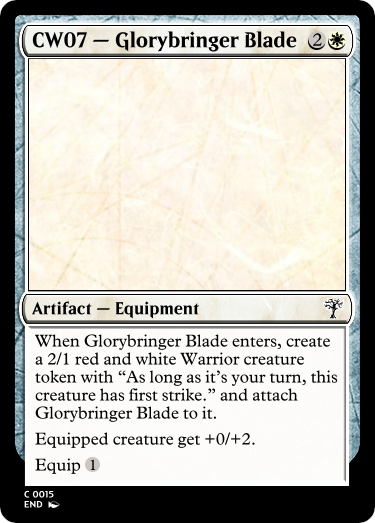 CW07 — Glorybringer Blade 2
Artifact — Equipment
When Glorybringer Blade enters, create
a 2/1 red and white Warrior creature
token with “As long as it’s your turn, this
creature has first strike.” and attach
Glorybringer Blade to it.
Equipped creature get +0/+2.
Equip 1
C 0015
END